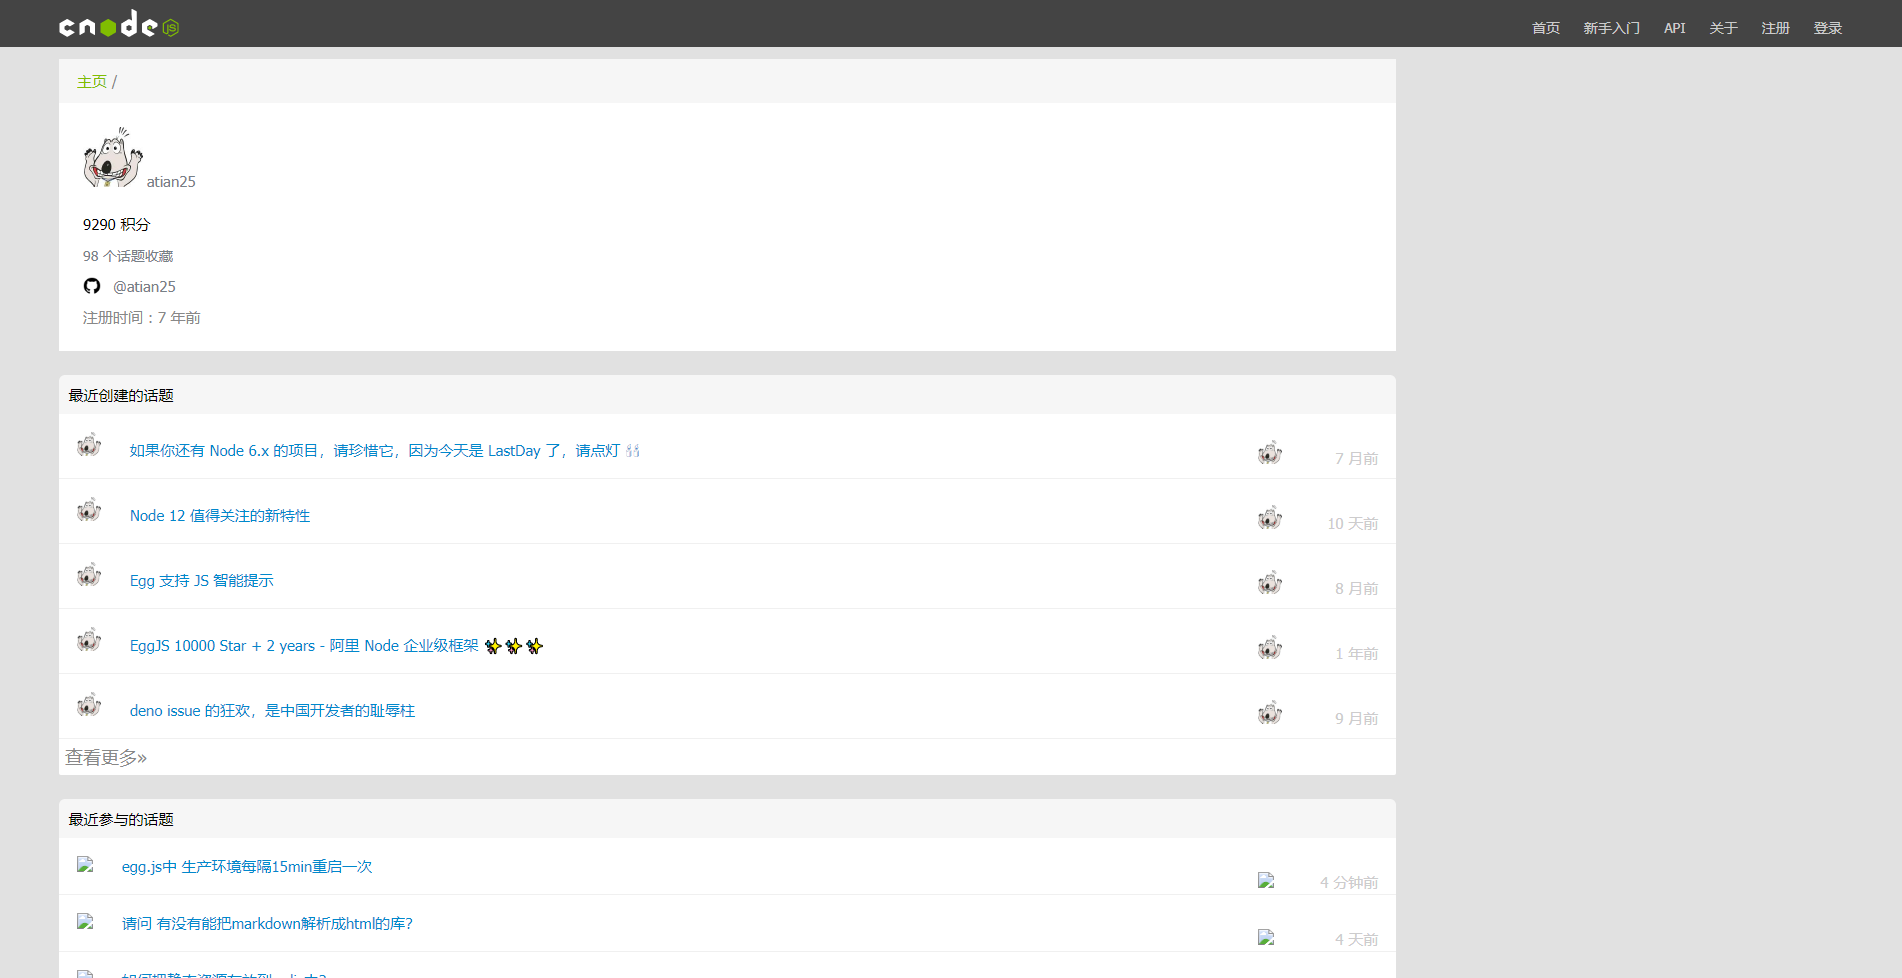 cnode JS
首页 新手入门 API 关于 注册 登录
主页 /
atian25
9290 积分
98 个话题收藏
@atian25
注册时间：7 年前
最近创建的话题
如果你还有 Node 6.x 的项目，请珍惜它，因为今天是 LastDay 了，请点灯 🕯🕯 7 月前
Node 12 值得关注的新特性 10 天前
Egg 支持 JS 智能提示 8 月前
EggJS 10000 Star + 2 years - 阿里 Node 企业级框架 ✨✨✨ 1 年前
deno issue 的狂欢，是中国开发者的耻辱柱 9 月前
查看更多»
最近参与的话题
egg.js中 生产环境每隔15min重启一次 4 分钟前
请问 有没有能把markdown解析成html的库? 4 天前